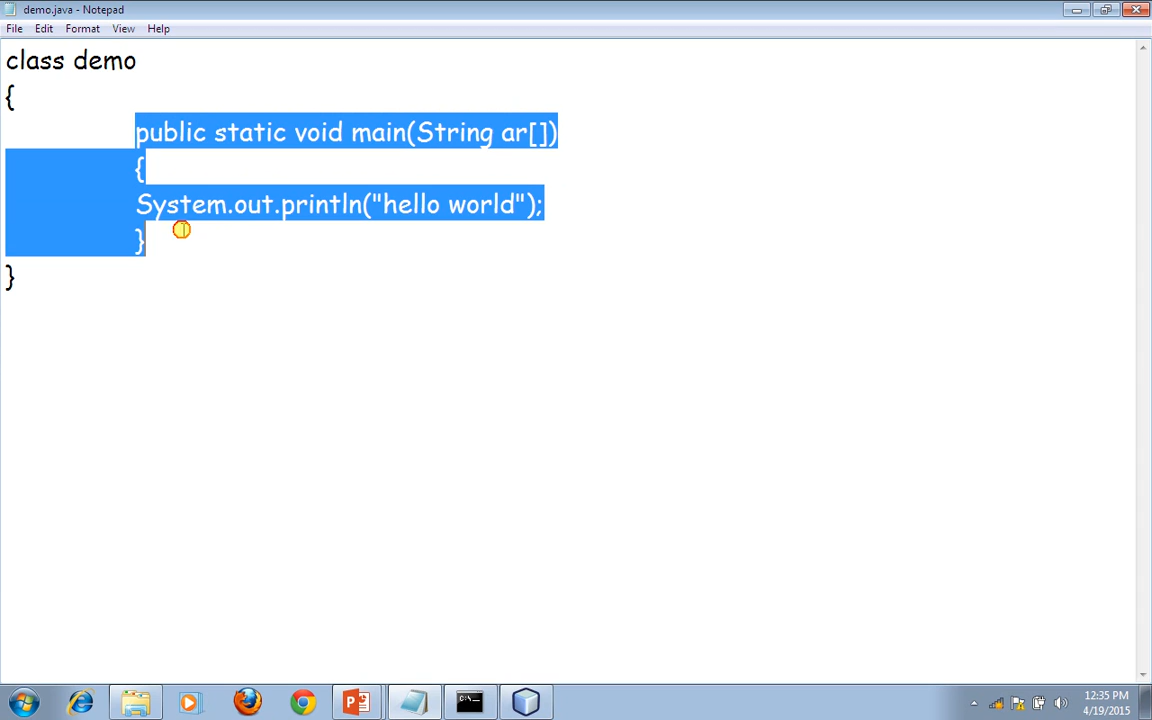 demo.java - Notepad
File Edit Format View Help
class demo
{
public static void main(String ar[])
{
System.out.println("hello world");
}
}
12:35 PM
4/19/2015